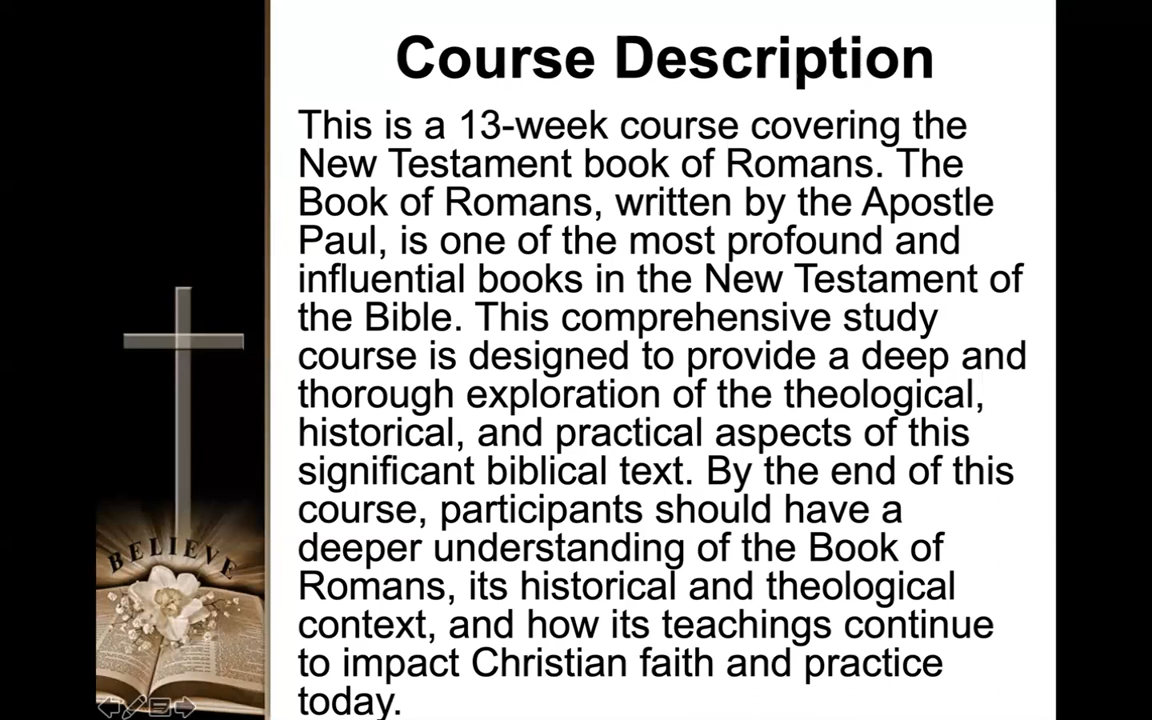 Course Description
This is a 13-week course covering the
New Testament book of Romans. The
Book of Romans, written by the Apostle
Paul, is one of the most profound and
influential books in the New Testament of
the Bible. This comprehensive study
course is designed to provide a deep and
thorough exploration of the theological,
historical, and practical aspects of this
significant biblical text. By the end of this
course, participants should have a
deeper understanding of the Book of
Romans, its historical and theological
context, and how its teachings continue
to impact Christian faith and practice
today.
BELIEVE